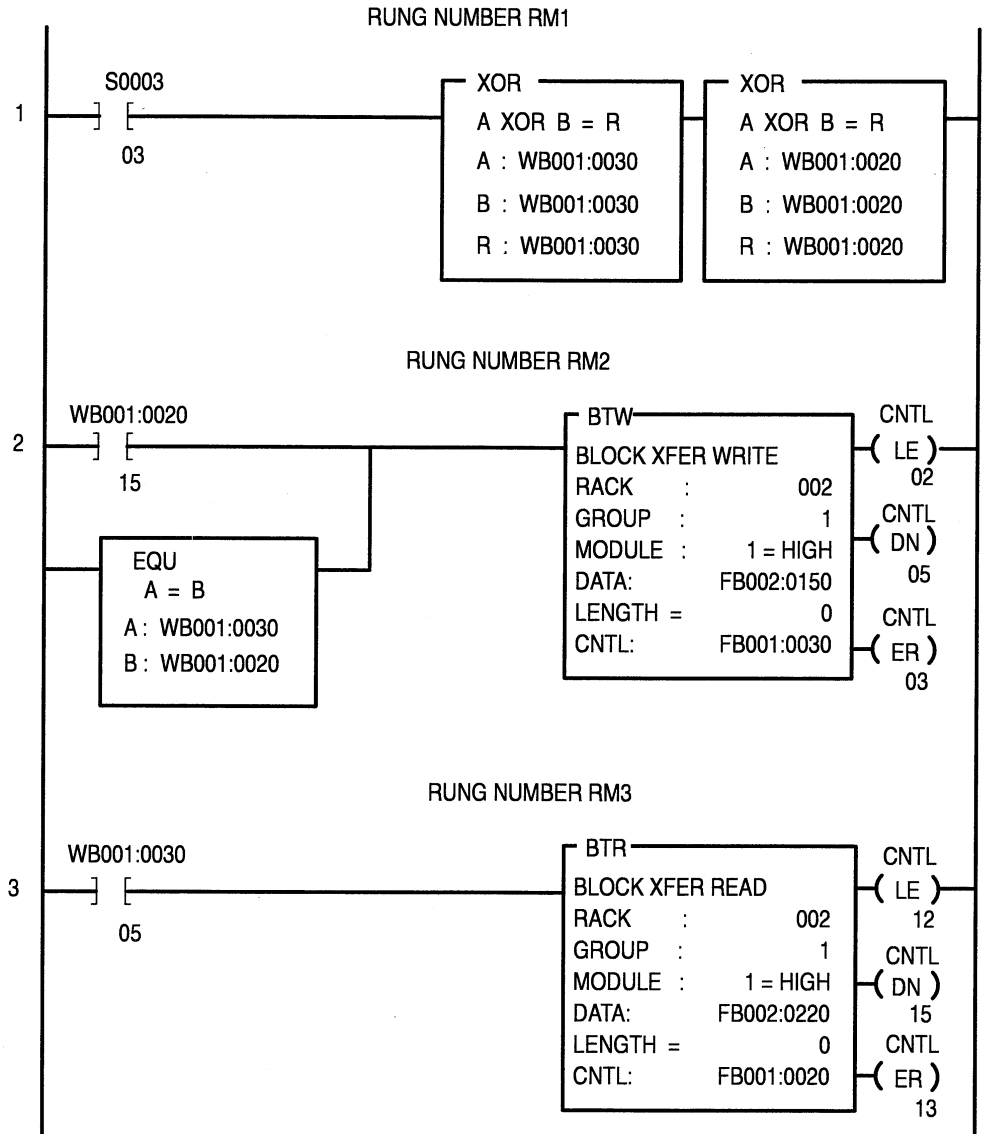 RUNG NUMBER RM1
1
S0003
] [
03
XOR
A XOR B = R
A : WB001:0030
B : WB001:0030
R : WB001:0030
XOR
A XOR B = R
A : WB001:0020
B : WB001:0020
R : WB001:0020
RUNG NUMBER RM2
2
WB001:0020
] [
15
EQU
A = B
A : WB001:0030
B : WB001:0020
BTW
BLOCK XFER WRITE
RACK : 002
GROUP : 1
MODULE : 1 = HIGH
DATA: FB002:0150
LENGTH = 0
CNTL: FB001:0030
CNTL
( LE )
02
CNTL
( DN )
05
CNTL
( ER )
03
RUNG NUMBER RM3
3
WB001:0030
] [
05
BTR
BLOCK XFER READ
RACK : 002
GROUP : 1
MODULE : 1 = HIGH
DATA: FB002:0220
LENGTH = 0
CNTL: FB001:0020
CNTL
( LE )
12
CNTL
( DN )
15
CNTL
( ER )
13